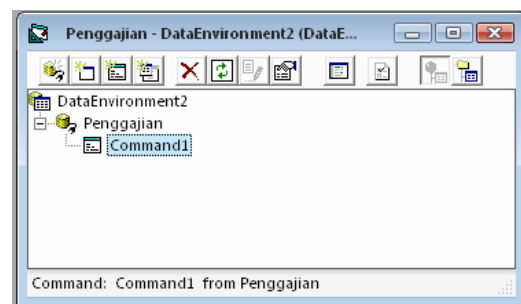 Penggajian - DataEnvironment2 (DataE...
DataEnvironment2
Penggajian
Command1
Command: Command1 from Penggajian